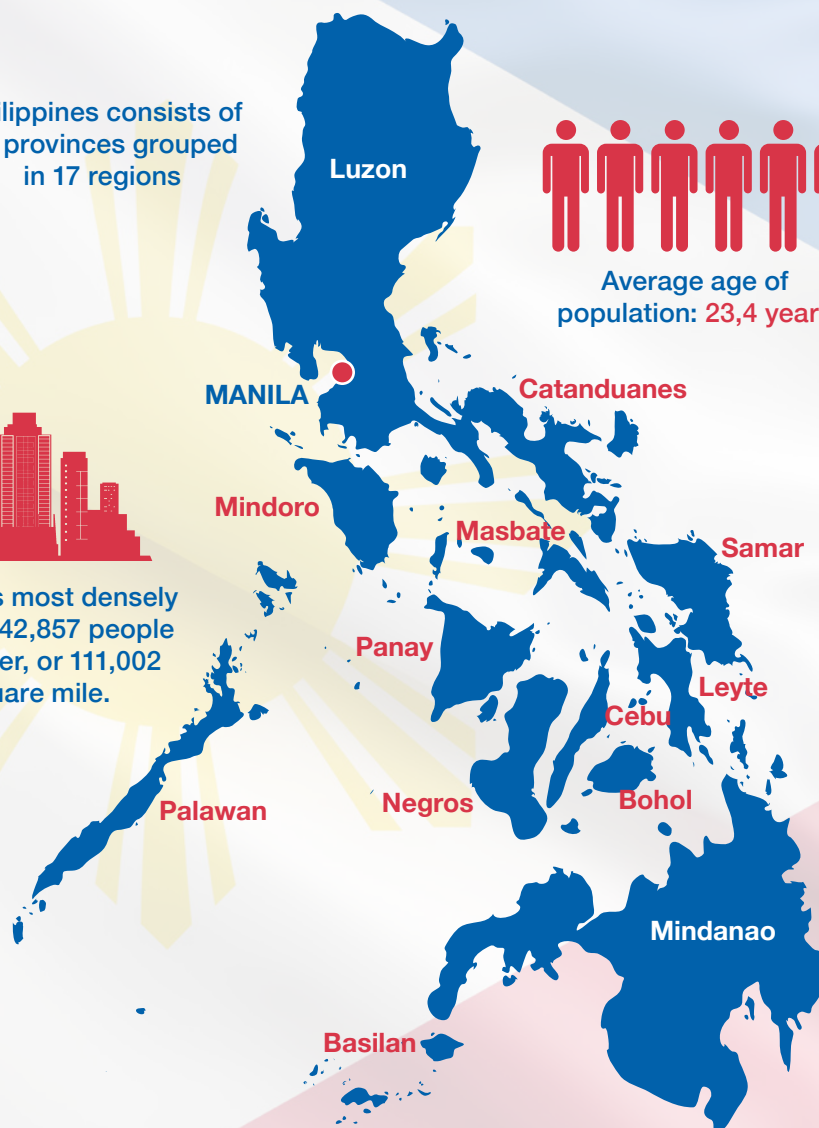 ilippines consists of
provinces grouped
in 17 regions
Luzon
Average age of
population: 23,4 year
MANILA
Catanduanes
Mindoro
Masbate
Samar
s most densely
42,857 people
er, or 111,002
uare mile.
Panay
Leyte
Cebu
Palawan
Negros
Bohol
Mindanao
Basilan